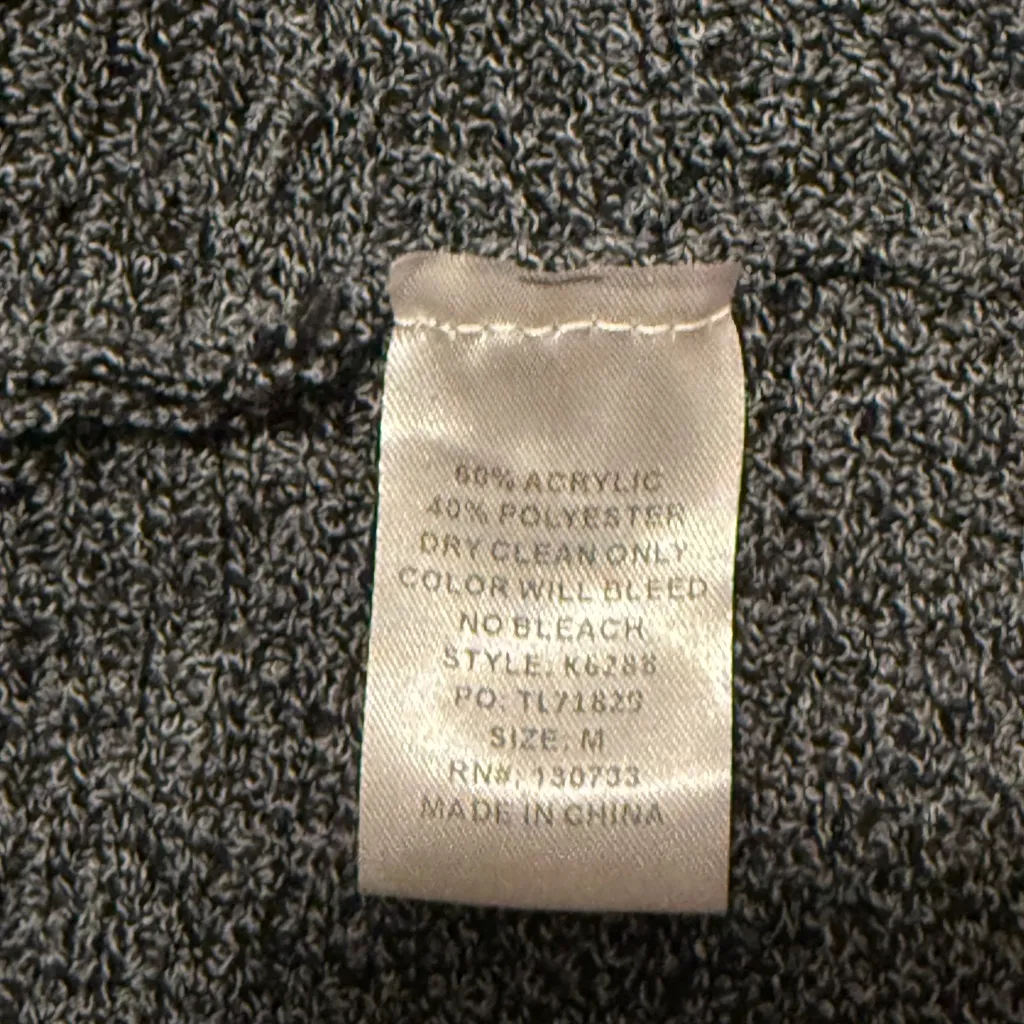 60% ACRYLIC
40% POLYESTER
DRY CLEAN ONLY
COLOR WILL BLEED
NO BLEACH
STYLE: K6288
PO: TL71829
SIZE: M
RN#: 130733
MADE IN CHINA